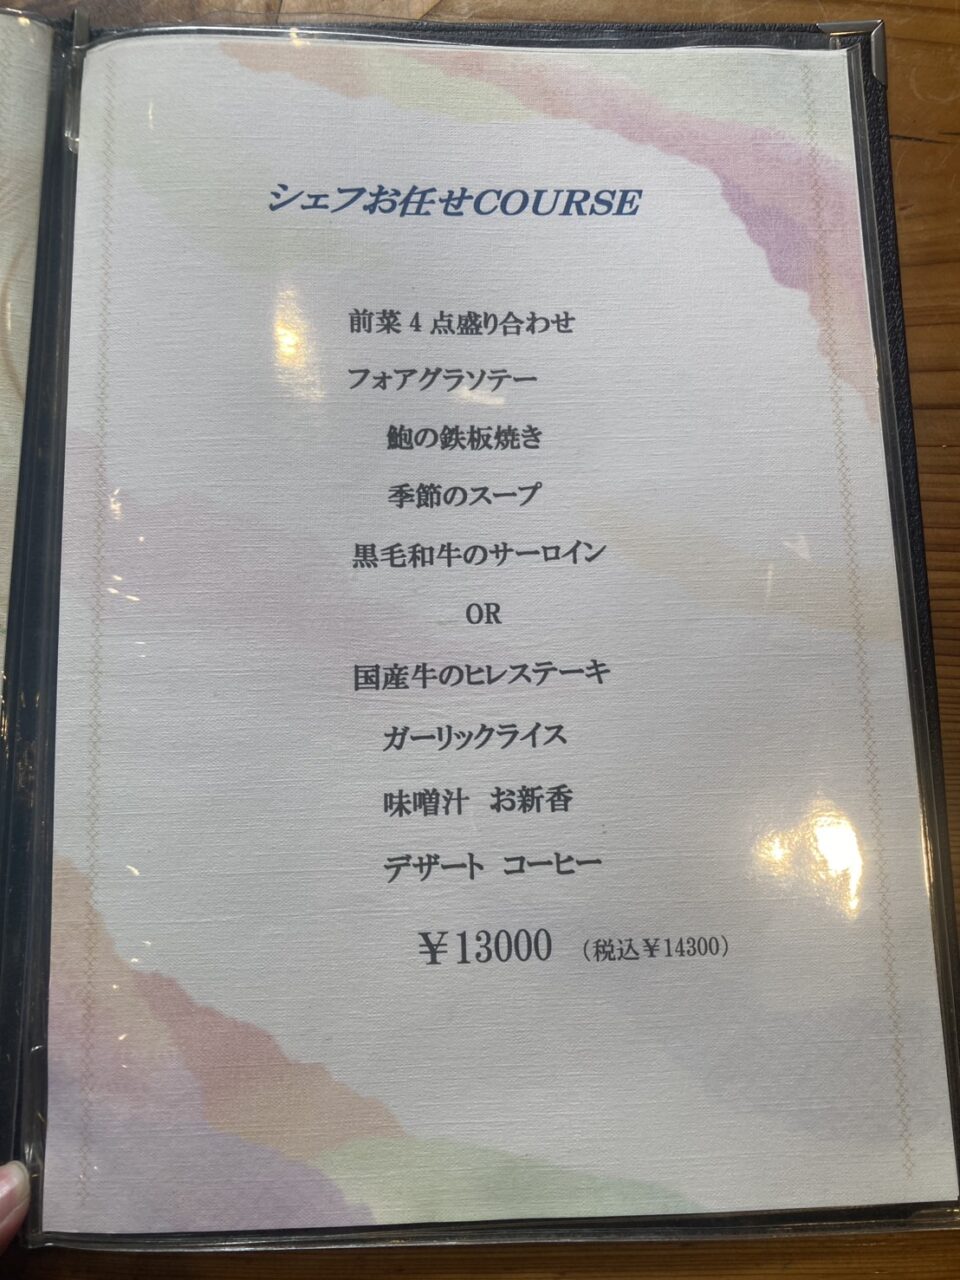 シェフお任せCOURSE
前菜4点盛り合わせ
フォアグラソテー
鮑の鉄板焼き
季節のスープ
黒毛和牛のサーロイン
OR
国産牛のヒレステーキ
ガーリックライス
味噌汁 お新香
デザート コーヒー
￥13000 （税込￥14300）